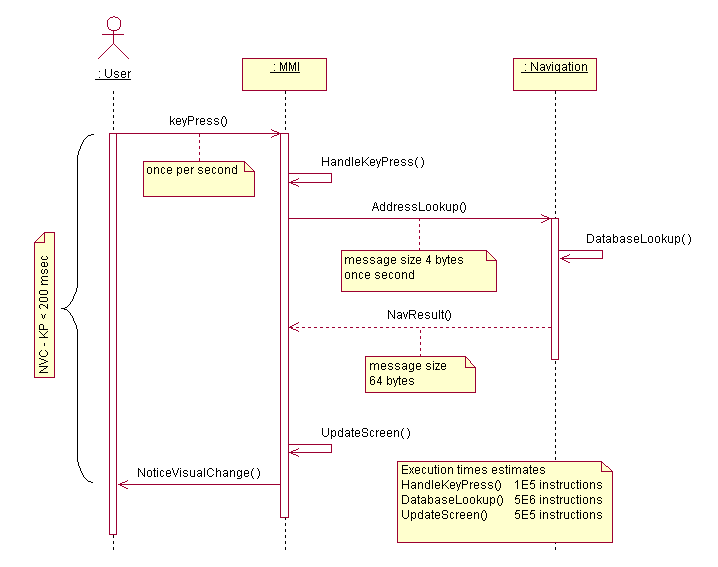 : User
: MMI
: Navigation
keyPress()
once per second
HandleKeyPress()
AddressLookup()
message size 4 bytes
once second
DatabaseLookup()
NavResult()
message size
64 bytes
UpdateScreen()
NoticeVisualChange()
NVC - KP < 200 msec
Execution times estimates
HandleKeyPress() 1E5 instructions
DatabaseLookup() 5E6 instructions
UpdateScreen() 5E5 instructions